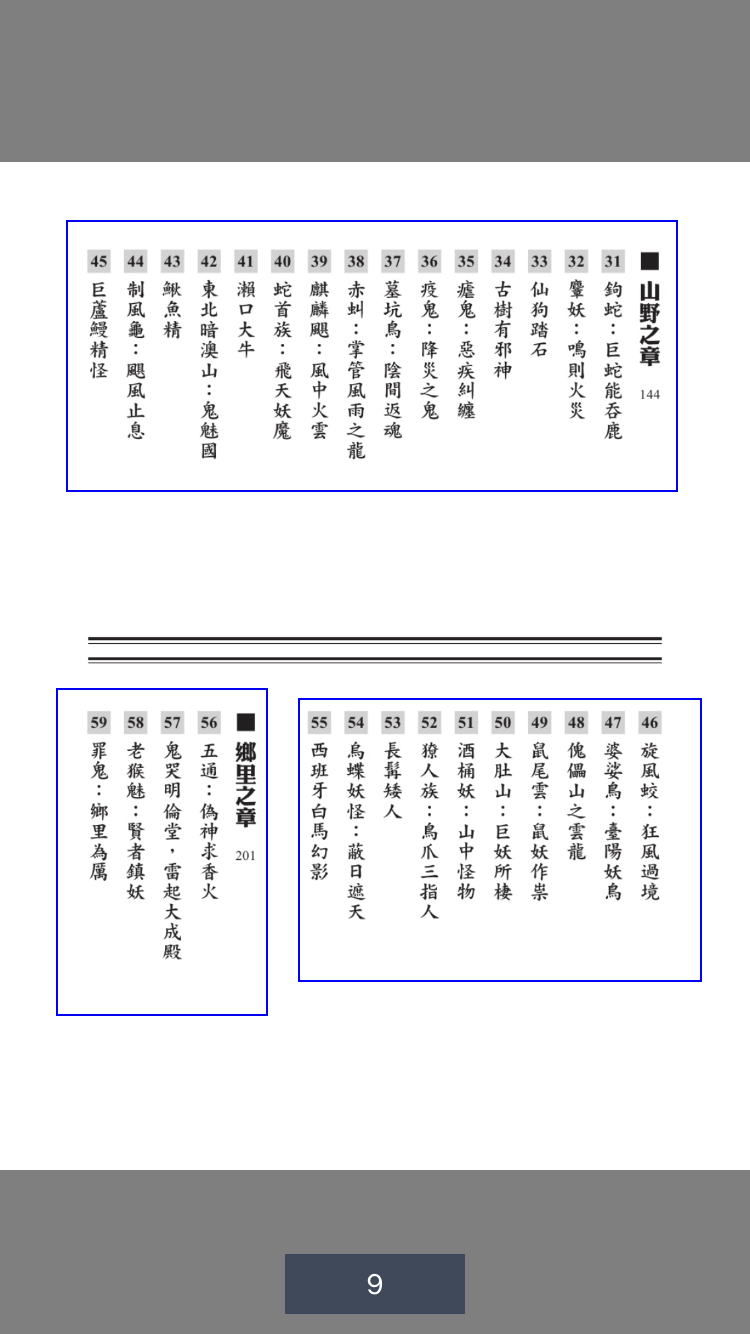 ■ 山野之章 144
31 鉤蛇：巨蛇能吞鹿
32 麞妖：鳴則火災
33 仙狗踏石
34 古樹有邪神
35 瘧鬼：惡疾糾纏
36 疫鬼：降災之鬼
37 墓坑鳥：陰間返魂
38 赤虯：掌管風雨之龍
39 麒麟颶：風中火雲
40 蛇首族：飛天妖魔
41 瀨口大牛
42 東北暗澳山：鬼魅國
43 鰍魚精
44 制風龜：颶風止息
45 巨蘆鰻精怪
46 旋風蛟：狂風過境
47 婆娑鳥：臺陽妖鳥
48 傀儡山之雲龍
49 鼠尾雲：鼠妖作祟
50 大肚山：巨妖所棲
51 酒桶妖：山中怪物
52 獠人族：鳥爪三指人
53 長髯矮人
54 烏蝶妖怪：蔽日遮天
55 西班牙白馬幻影
■ 鄉里之章 201
56 五通：偽神求香火
57 鬼哭明倫堂，雷起大成殿
58 老猴魅：賢者鎮妖
59 罪鬼：鄉里為厲
9